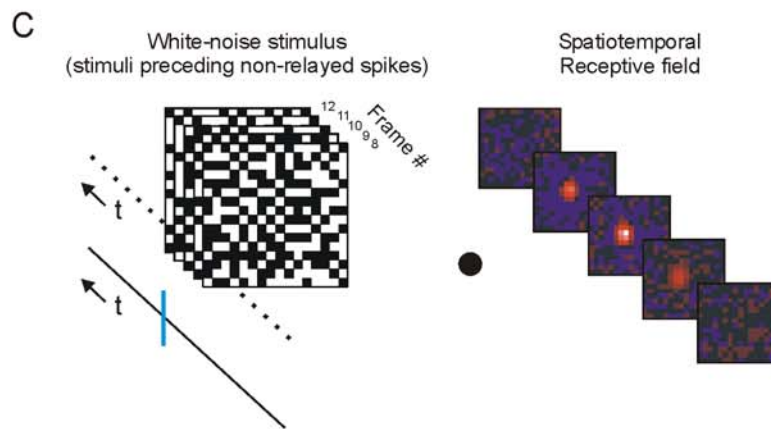 C
White-noise stimulus
(stimuli preceding non-relayed spikes)
Spatiotemporal
Receptive field
12
11
10
9
8
Frame #
t
t